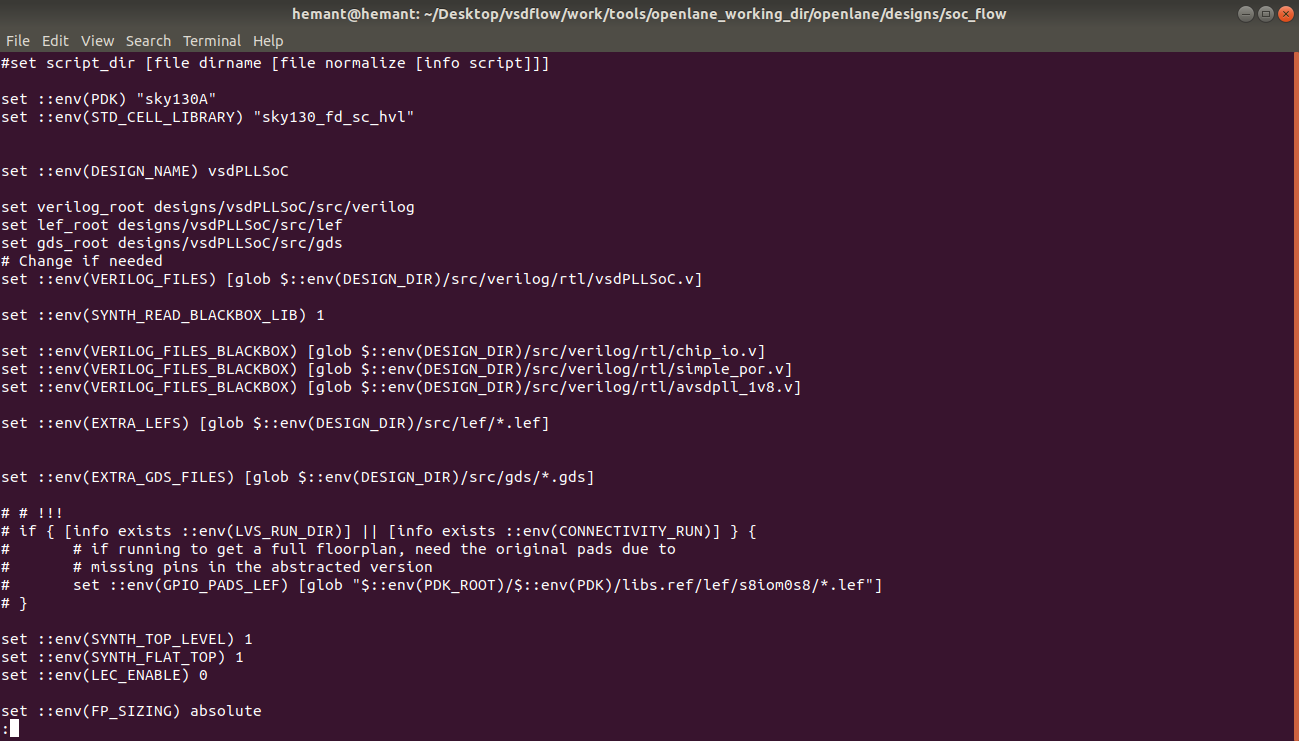 hemant@hemant: ~/Desktop/vsdflow/work/tools/openlane_working_dir/openlane/designs/soc_flow
File Edit View Search Terminal Help
#set script_dir [file dirname [file normalize [info script]]]
set ::env(PDK) "sky130A"
set ::env(STD_CELL_LIBRARY) "sky130_fd_sc_hvl"
set ::env(DESIGN_NAME) vsdPLLSoC
set verilog_root designs/vsdPLLSoC/src/verilog
set lef_root designs/vsdPLLSoC/src/lef
set gds_root designs/vsdPLLSoC/src/gds
# Change if needed
set ::env(VERILOG_FILES) [glob $::env(DESIGN_DIR)/src/verilog/rtl/vsdPLLSoC.v]
set ::env(SYNTH_READ_BLACKBOX_LIB) 1
set ::env(VERILOG_FILES_BLACKBOX) [glob $::env(DESIGN_DIR)/src/verilog/rtl/chip_io.v]
set ::env(VERILOG_FILES_BLACKBOX) [glob $::env(DESIGN_DIR)/src/verilog/rtl/simple_por.v]
set ::env(VERILOG_FILES_BLACKBOX) [glob $::env(DESIGN_DIR)/src/verilog/rtl/avsdpll_1v8.v]
set ::env(EXTRA_LEFS) [glob $::env(DESIGN_DIR)/src/lef/*.lef]
set ::env(EXTRA_GDS_FILES) [glob $::env(DESIGN_DIR)/src/gds/*.gds]
# # !!!
# if { [info exists ::env(LVS_RUN_DIR)] || [info exists ::env(CONNECTIVITY_RUN)] } {
#       # if running to get a full floorplan, need the original pads due to
#       # missing pins in the abstracted version
#       set ::env(GPIO_PADS_LEF) [glob "$::env(PDK_ROOT)/$::env(PDK)/libs.ref/lef/s8iom0s8/*.lef"]
# }
set ::env(SYNTH_TOP_LEVEL) 1
set ::env(SYNTH_FLAT_TOP) 1
set ::env(LEC_ENABLE) 0
set ::env(FP_SIZING) absolute
: